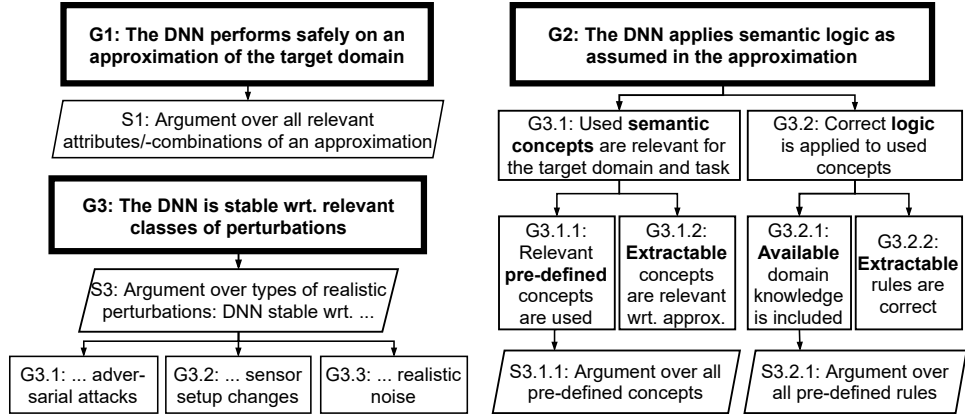 G1: The DNN performs safely on an
approximation of the target domain
S1: Argument over all relevant
attributes/-combinations of an approximation
G3: The DNN is stable wrt. relevant
classes of perturbations
S3: Argument over types of realistic
perturbations: DNN stable wrt. ...
G3.1: ... adver-
sarial attacks
G3.2: ... sensor
setup changes
G3.3: ... realistic
noise
G2: The DNN applies semantic logic as
assumed in the approximation
G3.1: Used semantic
concepts are relevant for
the target domain and task
G3.2: Correct logic
is applied to used
concepts
G3.1.1:
Relevant
pre-defined
concepts
are used
G3.1.2:
Extractable
concepts
are relevant
wrt. approx.
G3.2.1:
Available
domain
knowledge
is included
G3.2.2:
Extractable
rules are
correct
S3.1.1: Argument over all
pre-defined concepts
S3.2.1: Argument over
all pre-defined rules